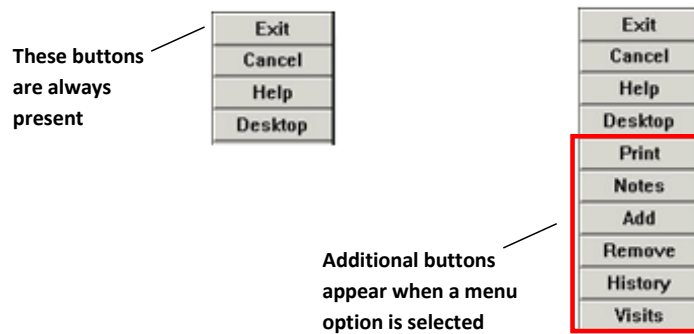 These buttons
are always
present
Exit
Cancel
Help
Desktop
Additional buttons
appear when a menu
option is selected
Exit
Cancel
Help
Desktop
Print
Notes
Add
Remove
History
Visits